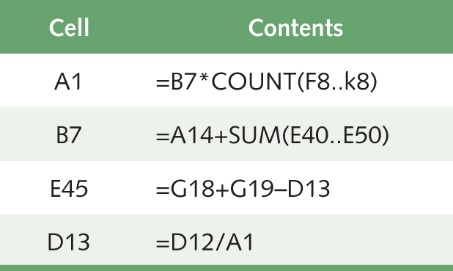 Cell Contents
A1 =B7*COUNT(F8..k8)
B7 =A14+SUM(E40..E50)
E45 =G18+G19–D13
D13 =D12/A1